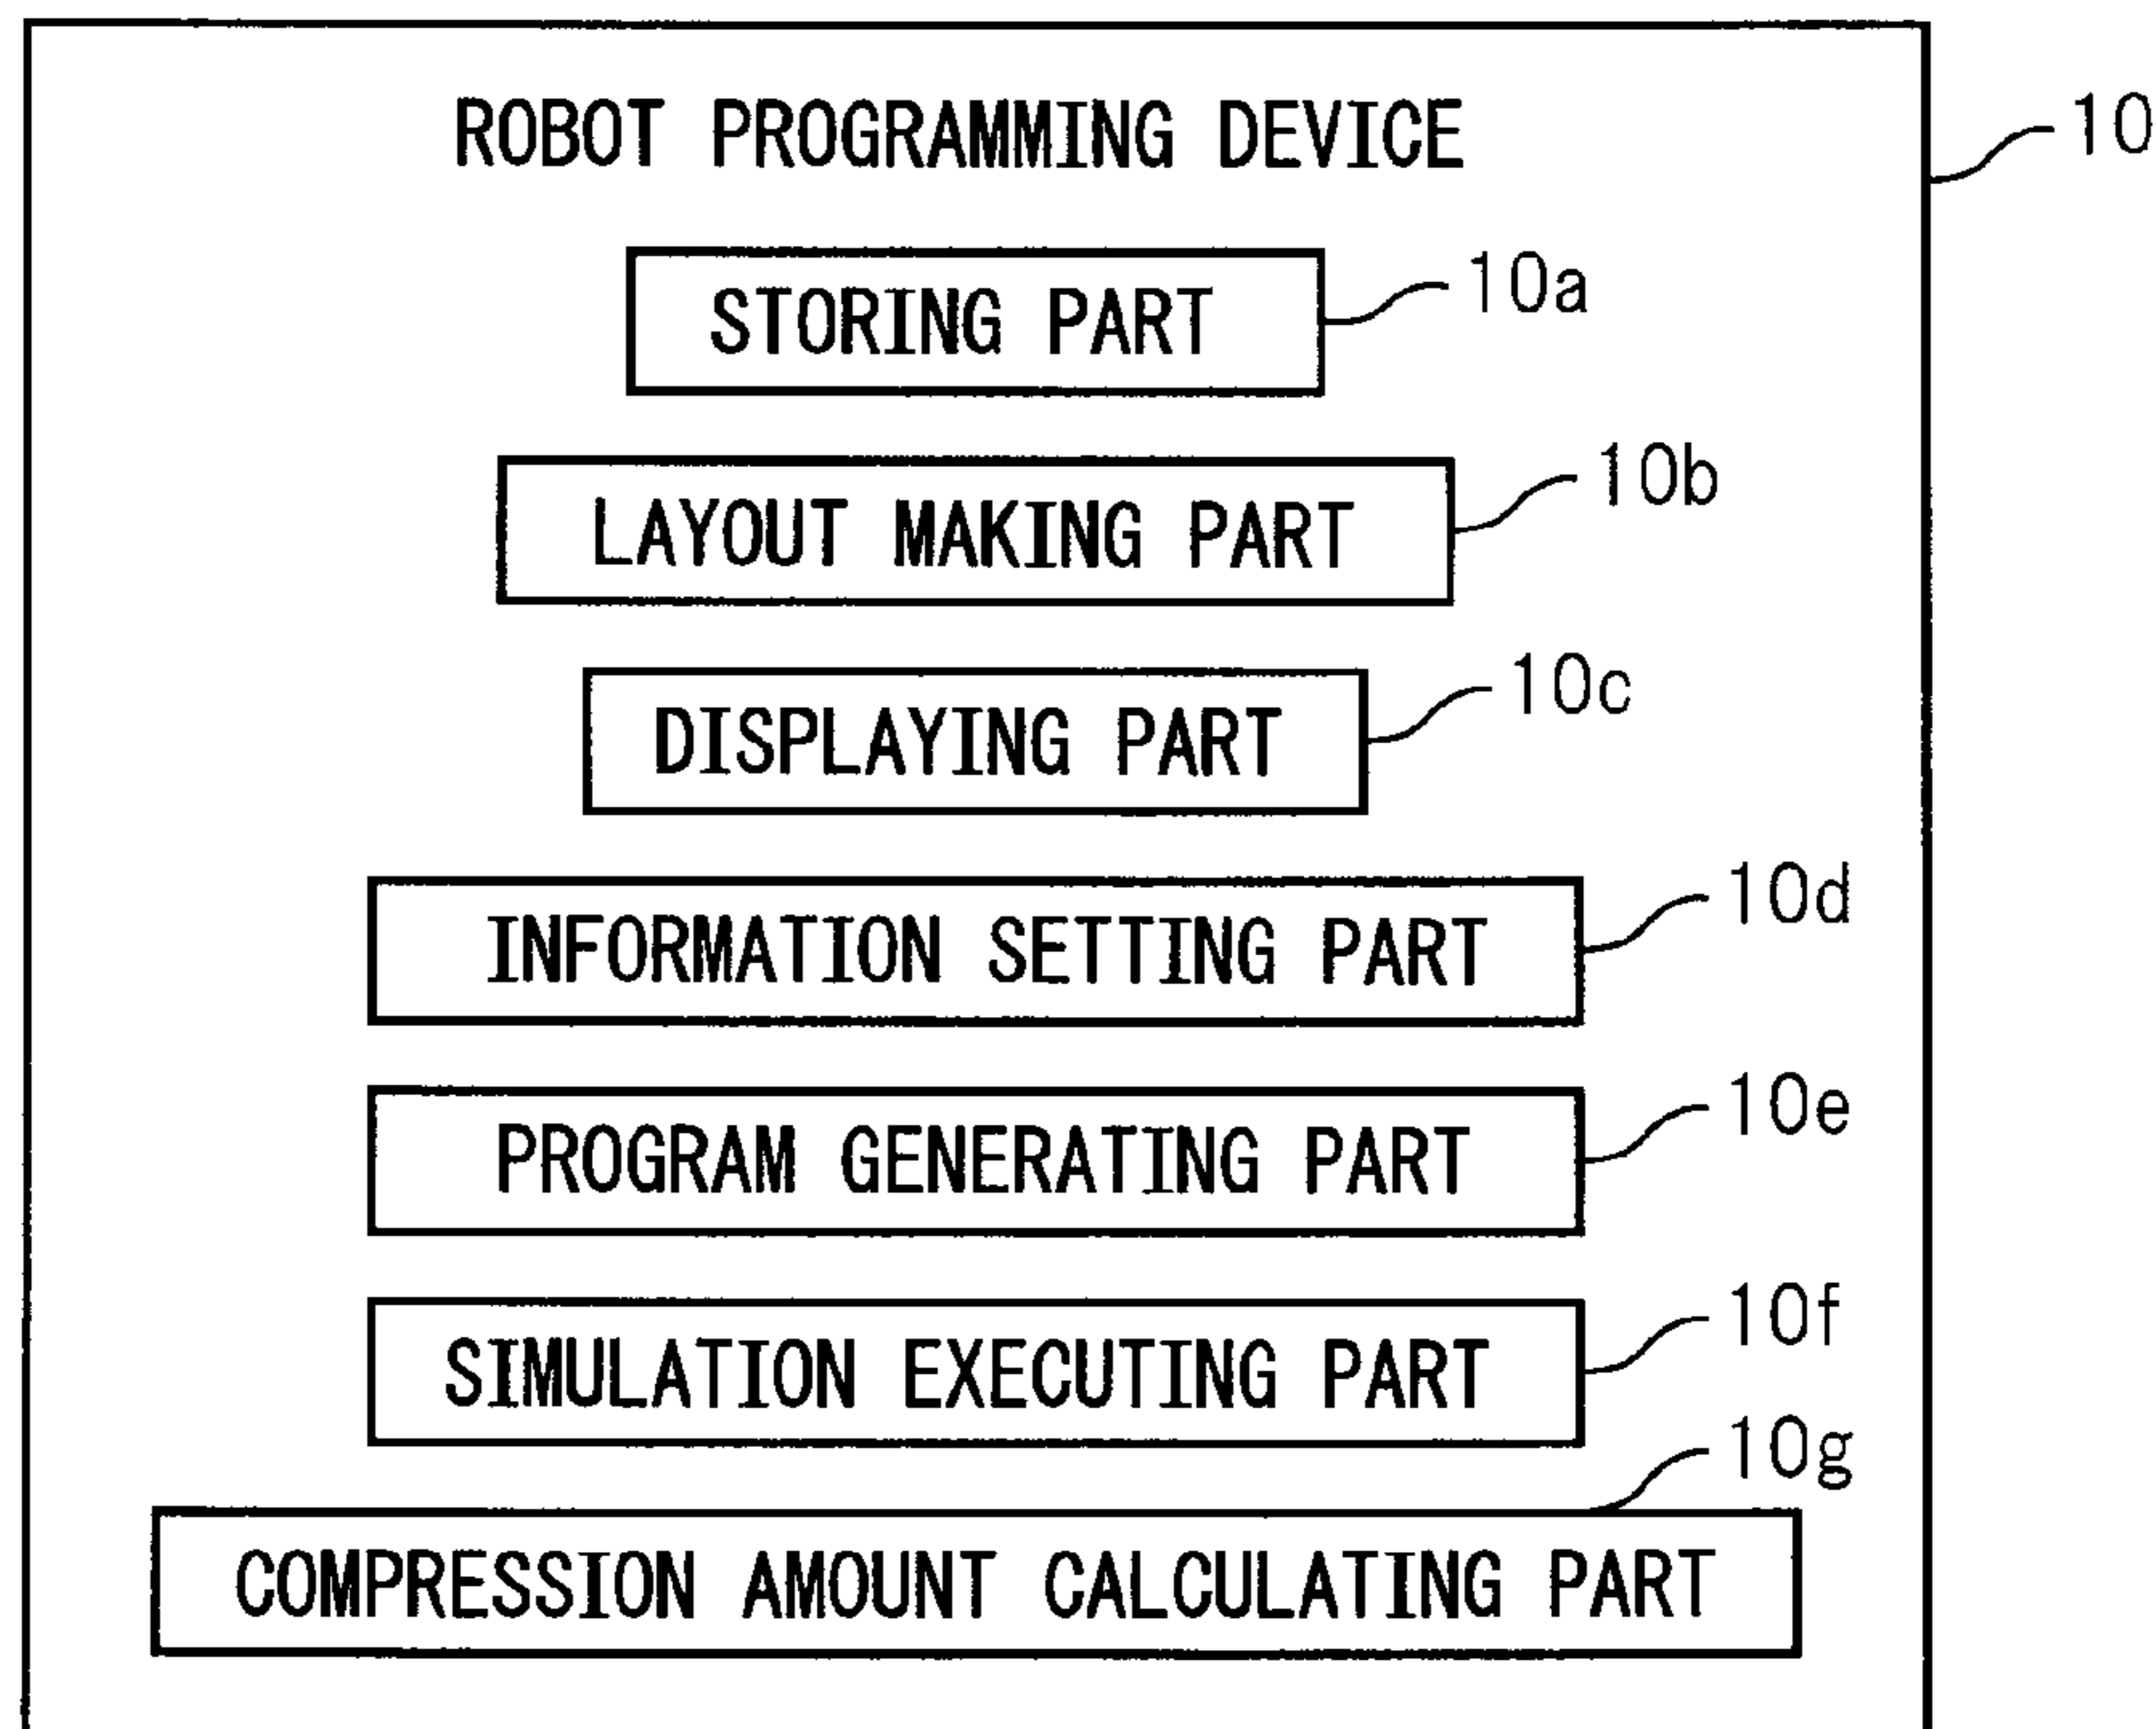 ROBOT PROGRAMMING DEVICE
10
STORING PART
10a
LAYOUT MAKING PART
10b
DISPLAYING PART
10c
INFORMATION SETTING PART
10d
PROGRAM GENERATING PART
10e
SIMULATION EXECUTING PART
10f
COMPRESSION AMOUNT CALCULATING PART
10g